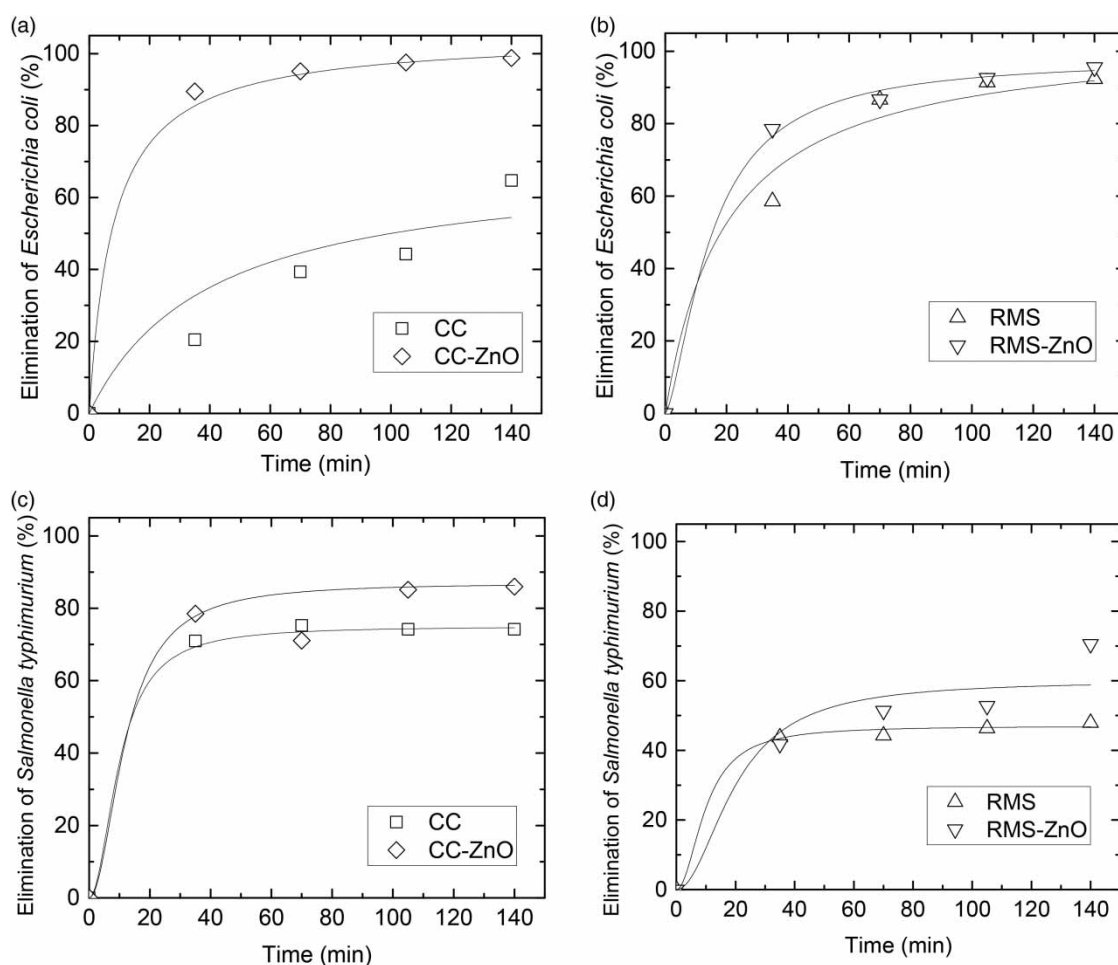 (a)
Elimination of Escherichia coli (%)
100
80
60
40
20
0
CC
CC-ZnO
0 20 40 60 80 100 120 140
Time (min)
(b)
Elimination of Escherichia coli (%)
100
80
60
40
20
0
RMS
RMS-ZnO
0 20 40 60 80 100 120 140
Time (min)
(c)
Elimination of Salmonella typhimurium (%)
100
80
60
40
20
0
CC
CC-ZnO
0 20 40 60 80 100 120 140
Time (min)
(d)
Elimination of Salmonella typhimurium (%)
100
80
60
40
20
0
RMS
RMS-ZnO
0 20 40 60 80 100 120 140
Time (min)